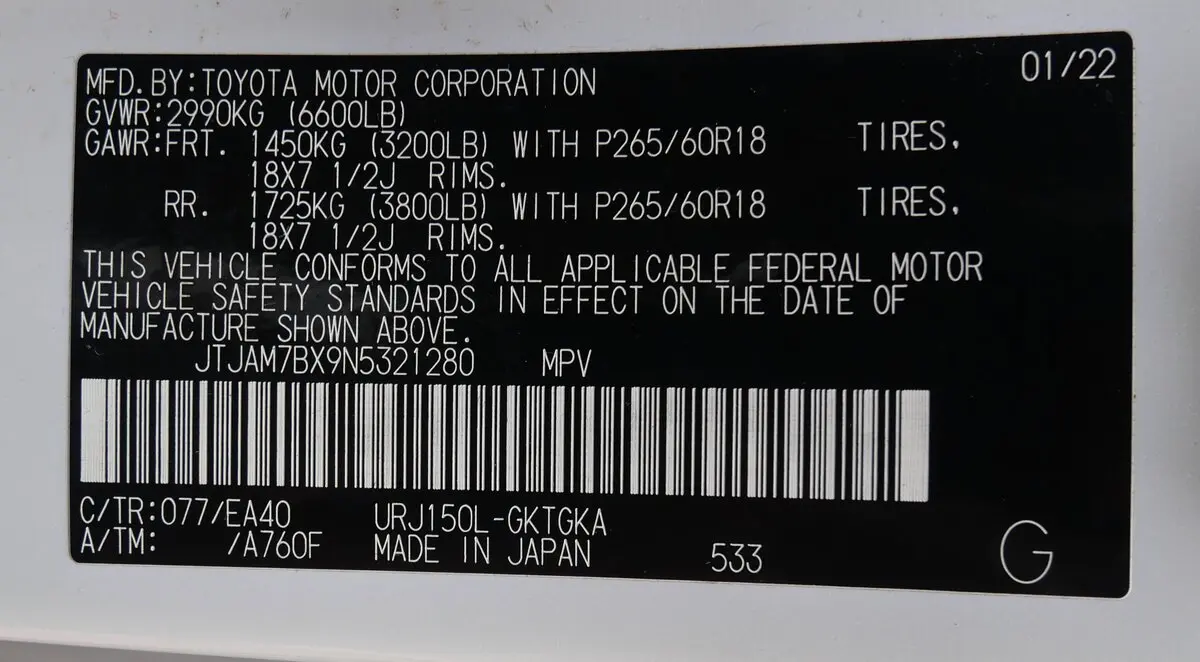 01/22
MFD.BY:TOYOTA MOTOR CORPORATION
GVWR:2990KG (6600LB)
GAWR:FRT. 1450KG (3200LB) WITH P265/60R18 TIRES.
18X7 1/2J RIMS.
RR. 1725KG (3800LB) WITH P265/60R18 TIRES.
18X7 1/2J RIMS.
THIS VEHICLE CONFORMS TO ALL APPLICABLE FEDERAL MOTOR
VEHICLE SAFETY STANDARDS IN EFFECT ON THE DATE OF
MANUFACTURE SHOWN ABOVE.
JTJAM7BX9N5321280 MPV
C/TR:077/EA40 URJ150L-GKTGKA
A/TM: /A760F MADE IN JAPAN 533
G